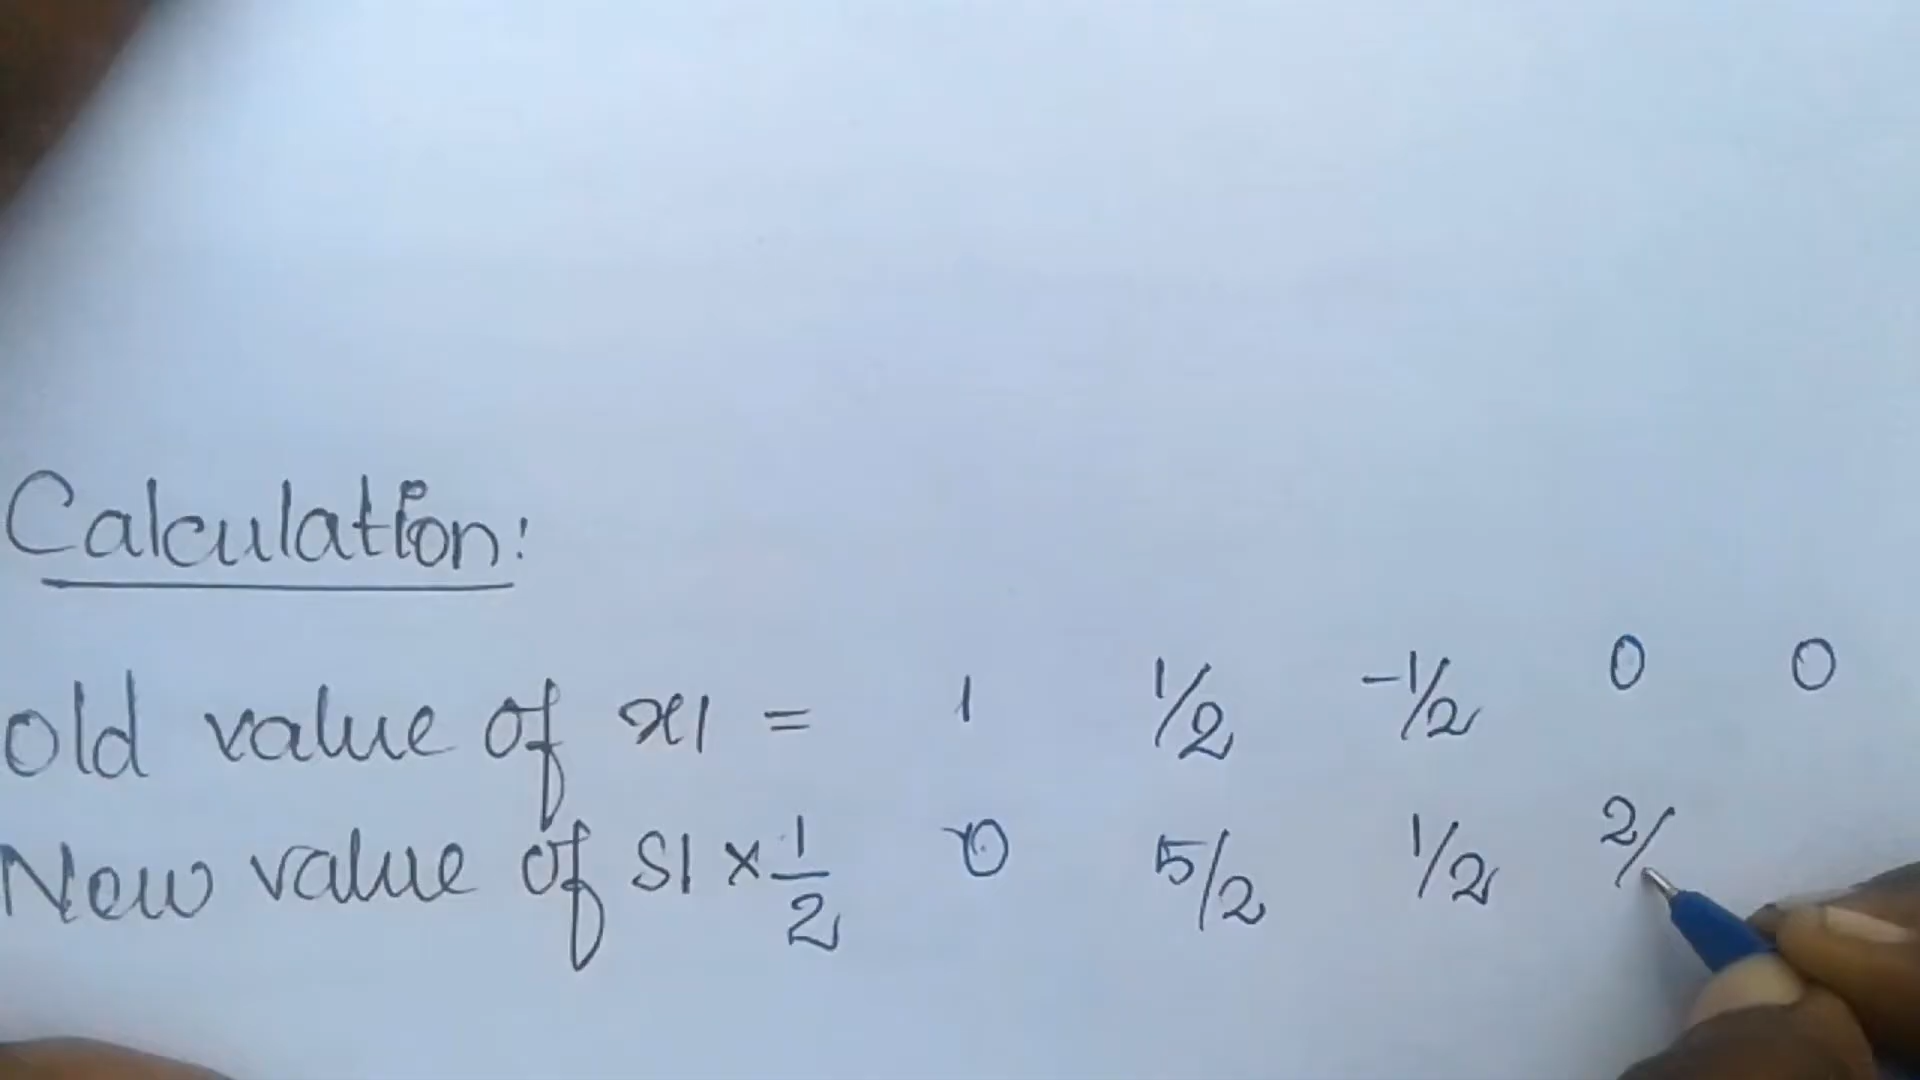 Calculation:
old value of x1 = 1 1/2 -1/2 0 0
New value of S1 × 1/2 0 5/2 1/2 2/